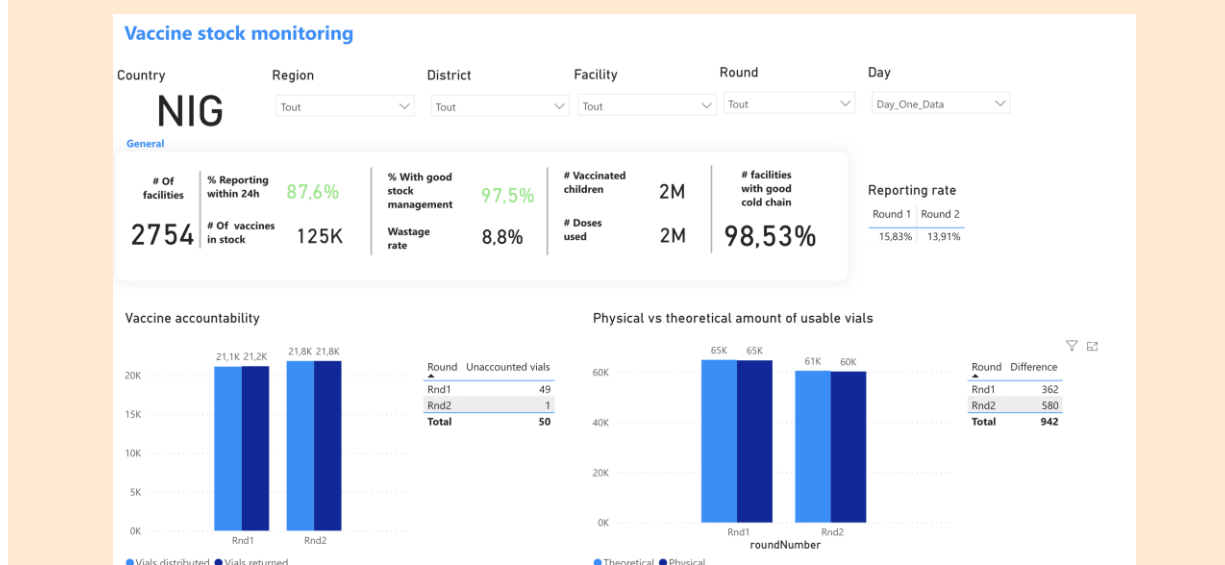 Vaccine stock monitoring
Country Region District Facility Round Day
NIG Tout Tout Tout Tout Day_One_Data
General
# Of facilities
2754
% Reporting within 24h
87,6%
# Of vaccines in stock
125K
% With good stock management
97,5%
Wastage rate
8,8%
# Vaccinated children
2M
# Doses used
2M
# facilities with good cold chain
98,53%
Reporting rate
Round 1 Round 2
15,83% 13,91%
Vaccine accountability
21,1K 21,2K 21,8K 21,8K
20K
15K
10K
5K
0K
Rnd1 Rnd2
Vials distributed Vials returned
Round Unaccounted vials
Rnd1 49
Rnd2 1
Total 50
Physical vs theoretical amount of usable vials
65K 65K 61K 60K
60K
40K
20K
0K
Rnd1 Rnd2
roundNumber
Theoretical Physical
Round Difference
Rnd1 362
Rnd2 580
Total 942